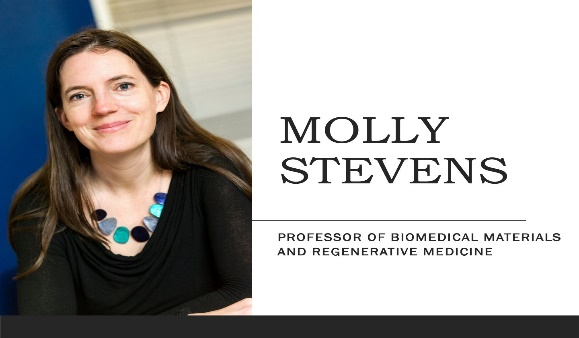 MOLLY
STEVENS
PROFESSOR OF BIOMEDICAL MATERIALS
AND REGENERATIVE MEDICINE